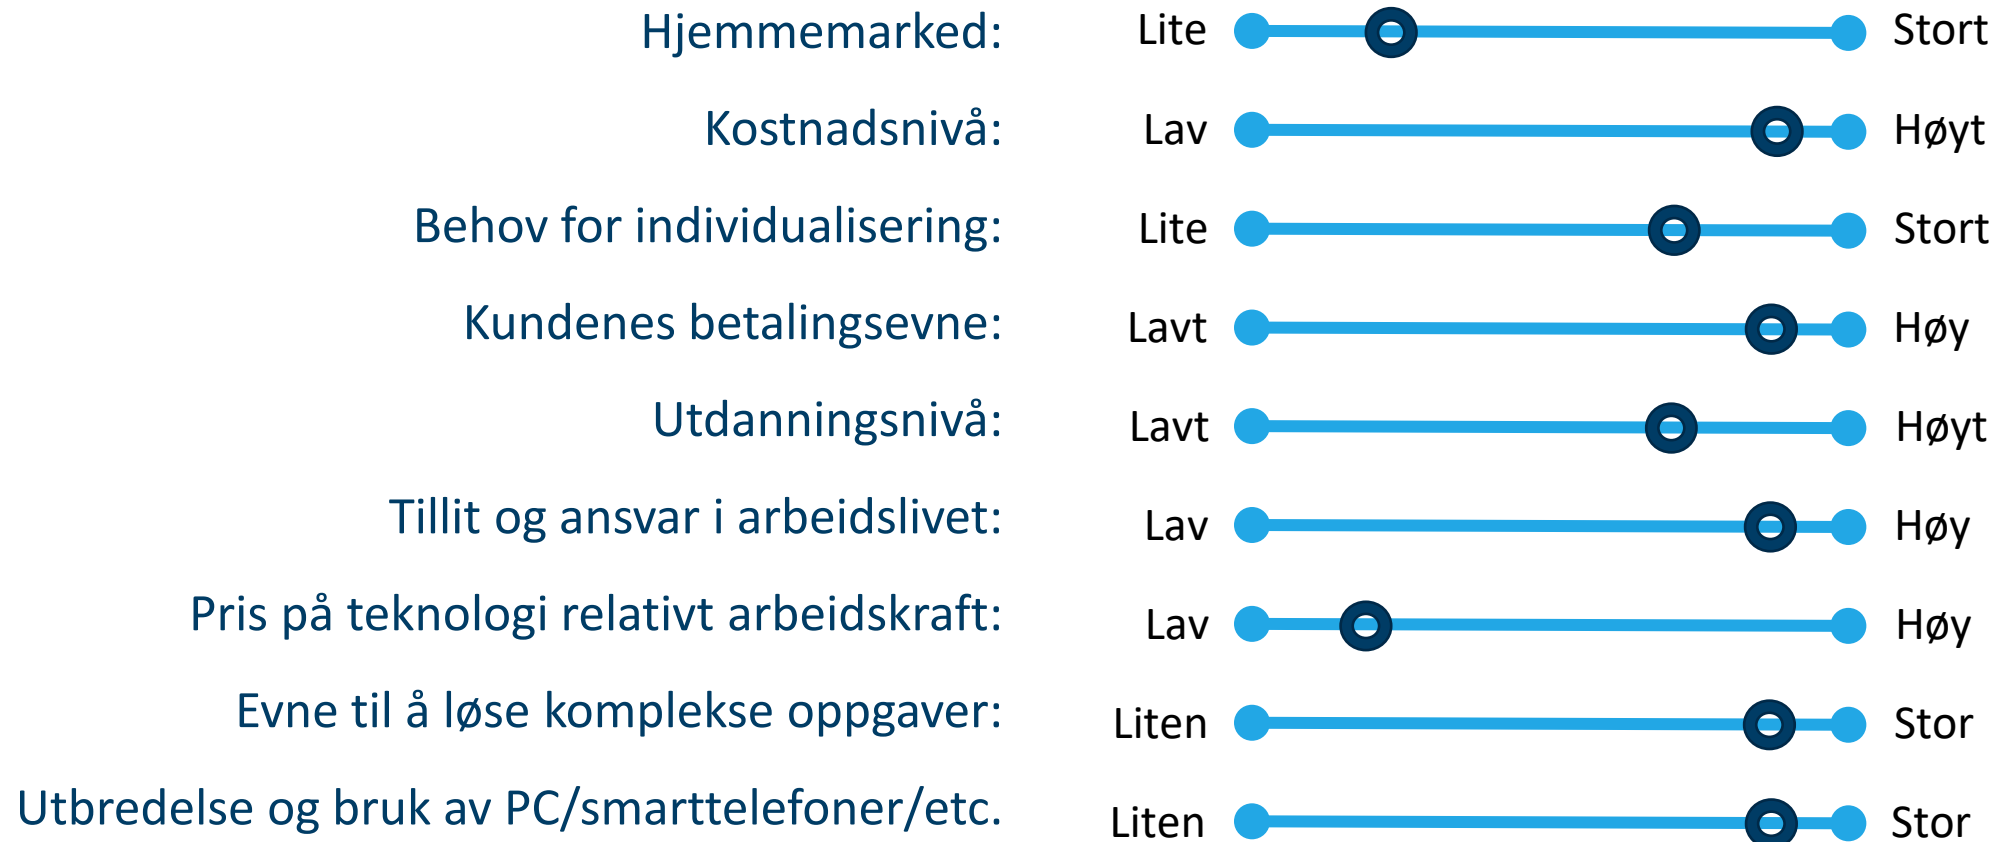 Hjemmemarked: Lite Stort
Kostnadsnivå: Lav Høyt
Behov for individualisering: Lite Stort
Kundenes betalingsevne: Lavt Høy
Utdanningsnivå: Lavt Høyt
Tillit og ansvar i arbeidslivet: Lav Høy
Pris på teknologi relativt arbeidskraft: Lav Høy
Evne til å løse komplekse oppgaver: Liten Stor
Utbredelse og bruk av PC/smarttelefoner/etc. Liten Stor